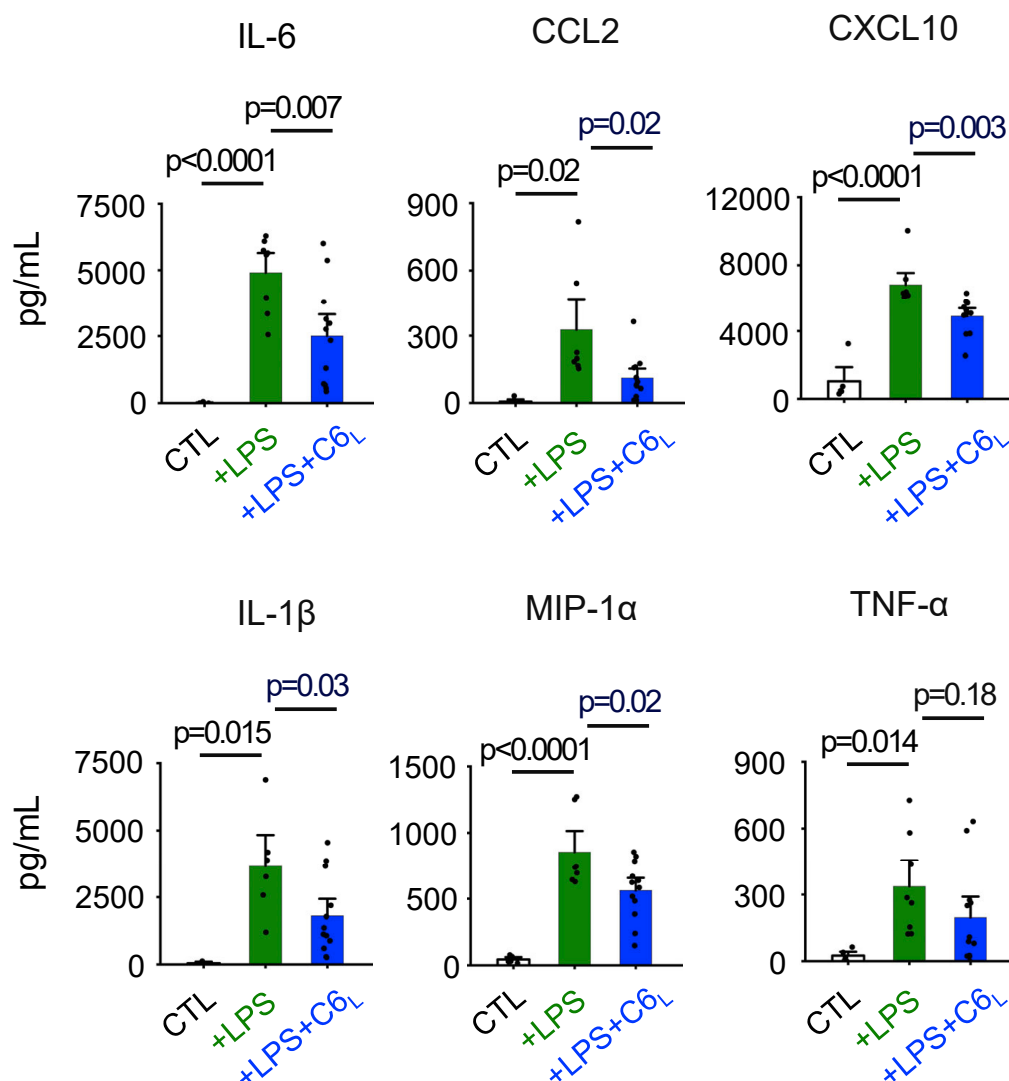 IL-6
p=0.007
p<0.0001
7500
5000
2500
0
pg/mL
CTL
+LPS
+LPS+C6L
CCL2
p=0.02
p=0.02
900
600
300
0
CTL
+LPS
+LPS+C6L
CXCL10
p=0.003
p<0.0001
12000
8000
4000
0
CTL
+LPS
+LPS+C6L
IL-1β
p=0.03
p=0.015
7500
5000
2500
0
pg/mL
CTL
+LPS
+LPS+C6L
MIP-1α
p=0.02
p<0.0001
1500
1000
500
0
CTL
+LPS
+LPS+C6L
TNF-α
p=0.18
p=0.014
900
600
300
0
CTL
+LPS
+LPS+C6L